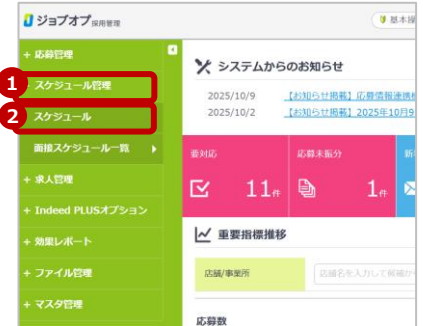 ジョブオプ 採用管理
基本操
+ 応募管理
1
スケジュール管理
2
スケジュール
面接スケジュール一覧
+ 求人管理
+ Indeed PLUSオプション
+ 効果レポート
+ ファイル管理
+ マスタ管理
システムからのお知らせ
2025/10/9 【お知らせ掲載】応募情報連携
2025/10/2 【お知らせ掲載】2025年10月9
要対応
11件
応募未振分
1件
新
重要指標推移
店舗/事業所
店舗名を入力して候補か
応募数